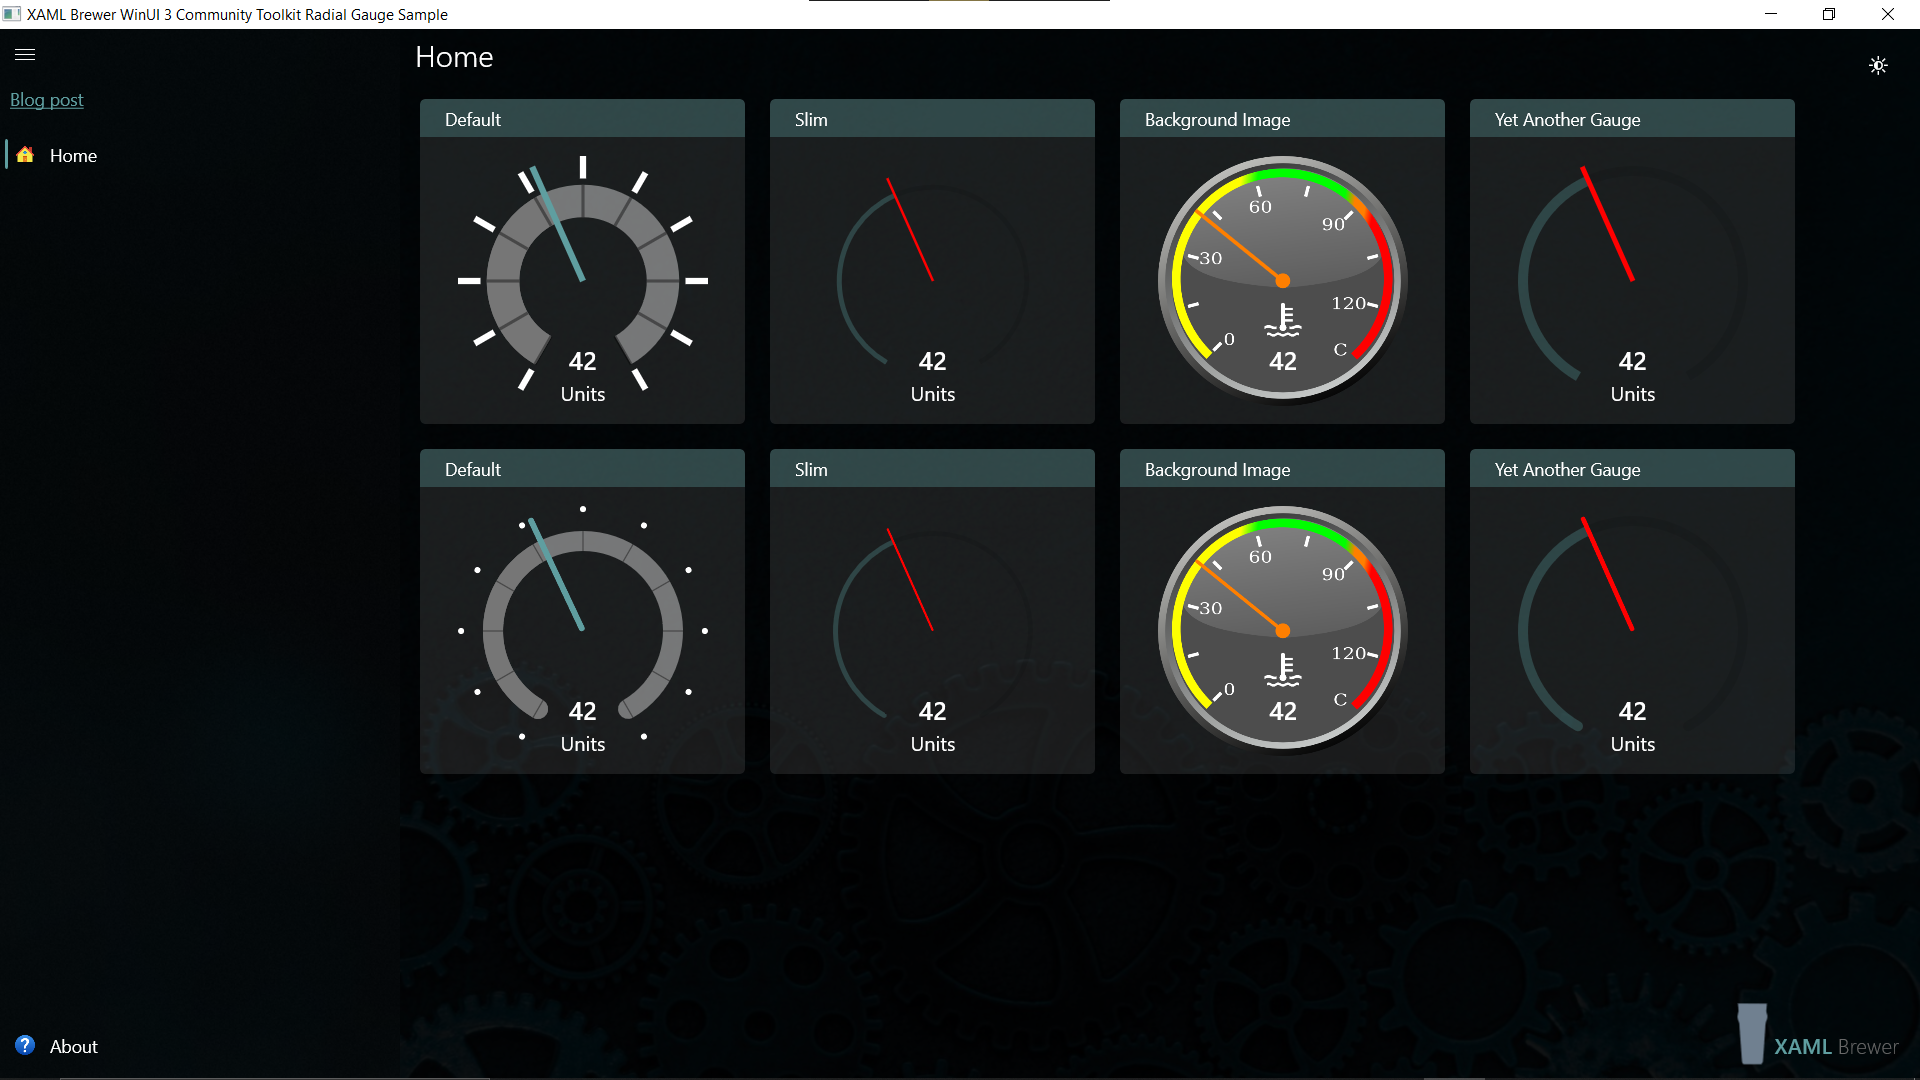 XAML Brewer WinUI 3 Community Toolkit Radial Gauge Sample
Home
Blog post
Home
Default
42
Units
Slim
42
Units
Background Image
60
90
30
120
0
C
42
Yet Another Gauge
42
Units
Default
42
Units
Slim
42
Units
Background Image
60
90
30
120
0
C
42
Yet Another Gauge
42
Units
? About
XAML Brewer